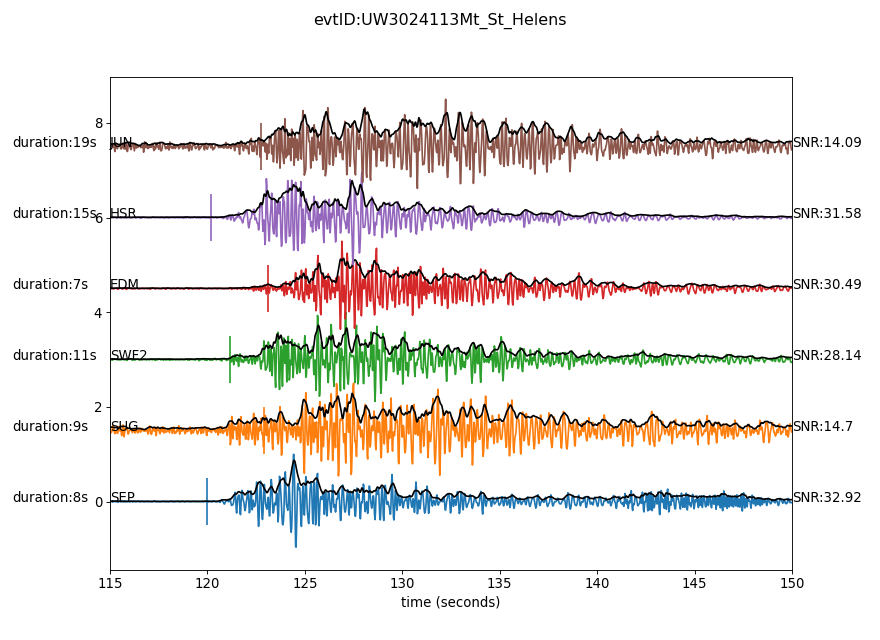 evtID:UW3024113Mt_St_Helens
8
duration:19s JUN SNR:14.09
duration:15s HSR SNR:31.58
6
duration:7s EDM SNR:30.49
4
duration:11s SWF2 SNR:28.14
2
duration:9s SUG SNR:14.7
duration:8s SEP SNR:32.92
0
115 120 125 130 135 140 145 150
time (seconds)